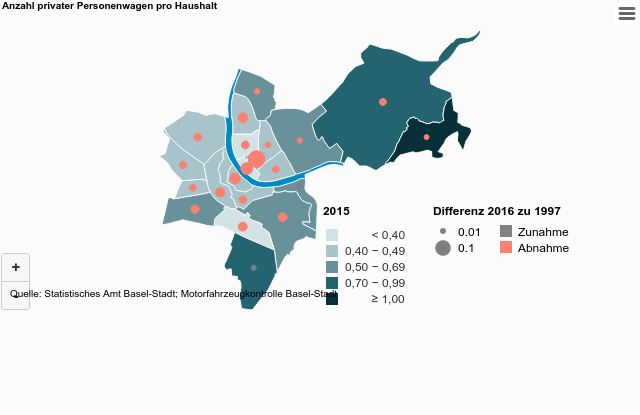 Anzahl privater Personenwagen pro Haushalt
2015
< 0,40
0,40 – 0,49
0,50 – 0,69
0,70 – 0,99
≥ 1,00
Differenz 2016 zu 1997
0.01
0.1
Zunahme
Abnahme
+
-
Quelle: Statistisches Amt Basel-Stadt; Motorfahrzeugkontrolle Basel-Stadt